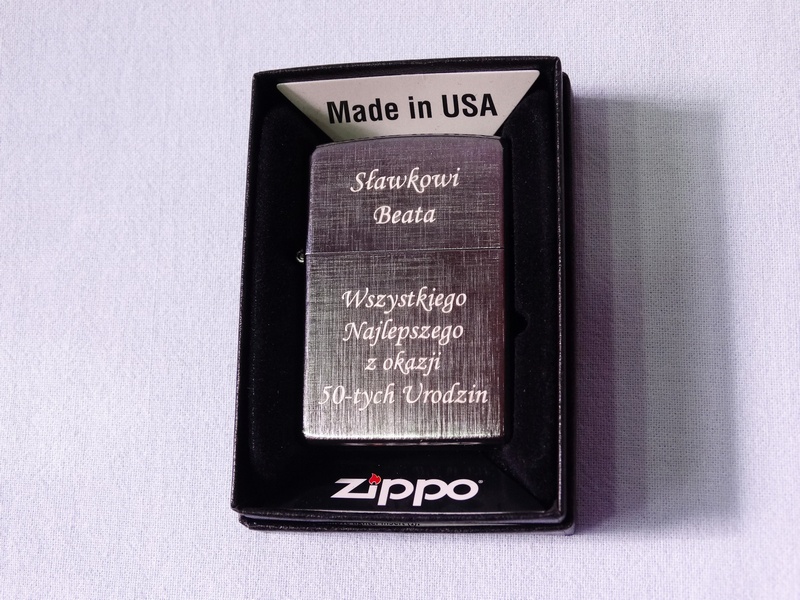 Made in USA
Sławkowi
Beata
Wszystkiego
Najlepszego
z okazji
50-tych Urodzin
zippo